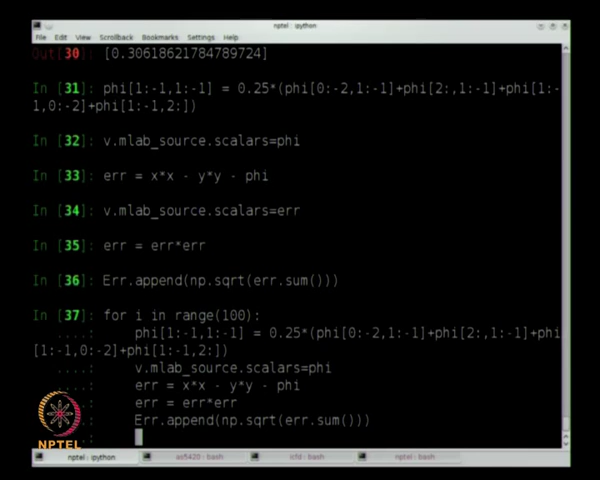 nptel : ipython
File Edit View Scrollback Bookmarks Settings Help
Out[30]: [0.30618621784789724]
In [31]: phi[1:-1,1:-1] = 0.25*(phi[0:-2,1:-1]+phi[2:,1:-1]+phi[1:-
1,0:-2]+phi[1:-1,2:])
In [32]: v.mlab_source.scalars=phi
In [33]: err = x*x - y*y - phi
In [34]: v.mlab_source.scalars=err
In [35]: err = err*err
In [36]: Err.append(np.sqrt(err.sum()))
In [37]: for i in range(100):
....: phi[1:-1,1:-1] = 0.25*(phi[0:-2,1:-1]+phi[2:,1:-1]+phi
[1:-1,0:-2]+phi[1:-1,2:])
....: v.mlab_source.scalars=phi
....: err = x*x - y*y - phi
....: err = err*err
....: Err.append(np.sqrt(err.sum()))
....:
NPTEL
nptel : ipython as5420 : bash icfd : bash nptel : bash